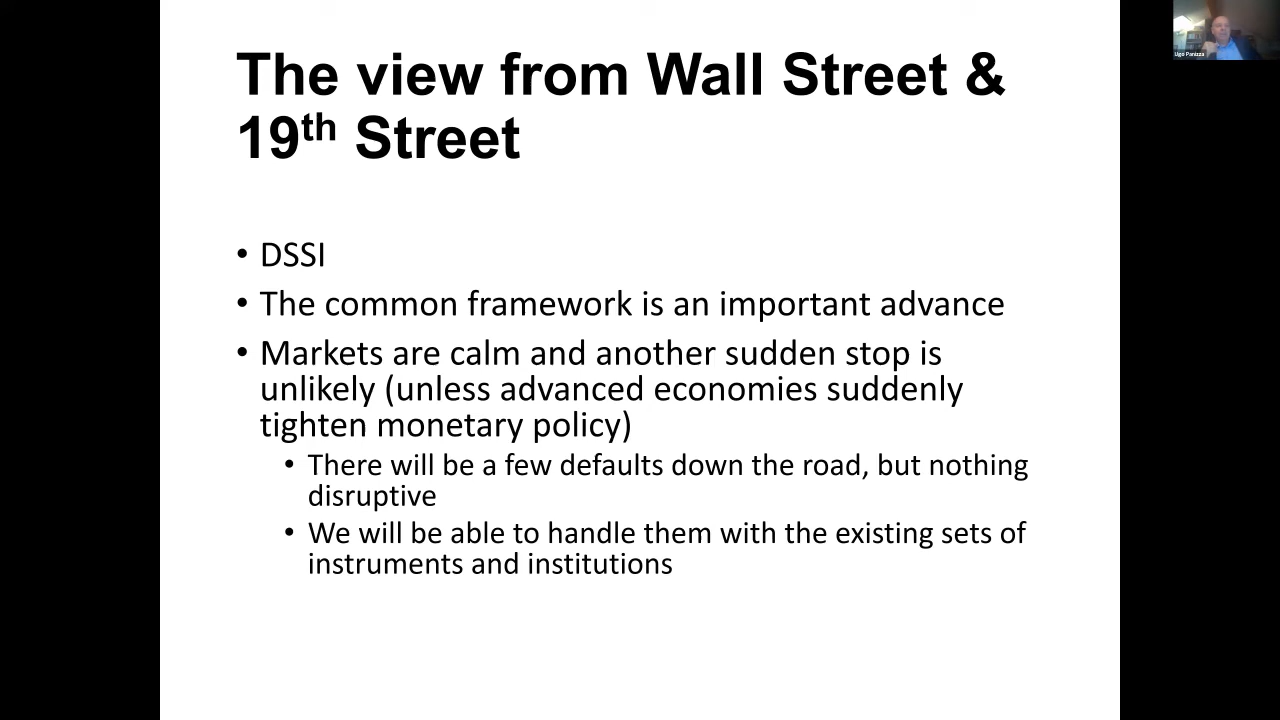 The view from Wall Street &
19th Street
• DSSI
• The common framework is an important advance
• Markets are calm and another sudden stop is
unlikely (unless advanced economies suddenly
tighten monetary policy)
• There will be a few defaults down the road, but nothing
disruptive
• We will be able to handle them with the existing sets of
instruments and institutions
Ugo Panizza